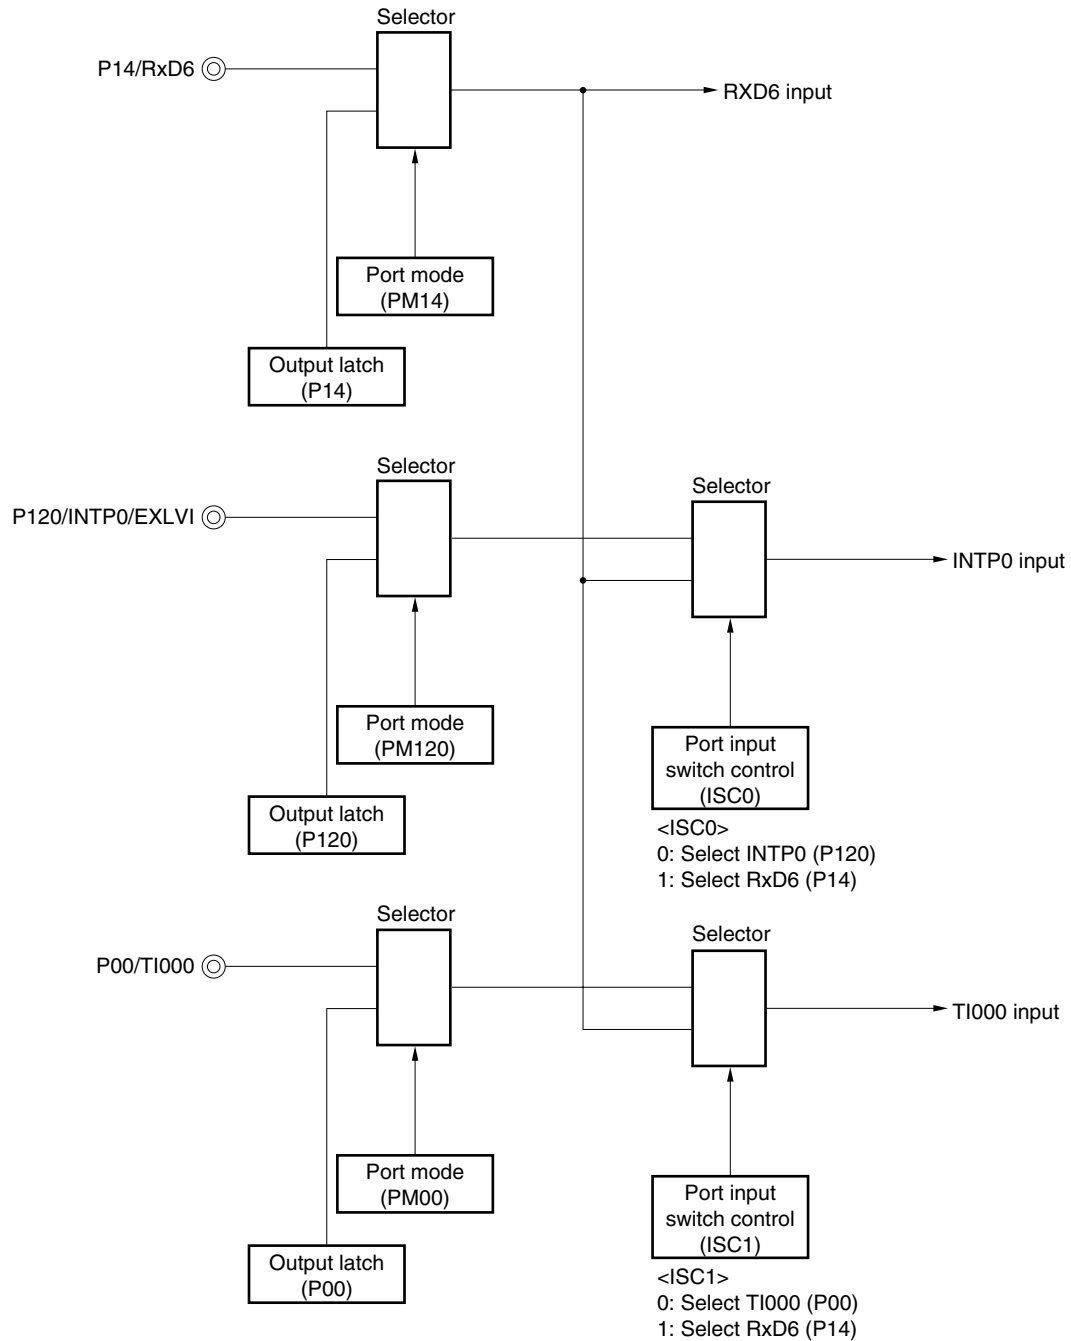 Selector
P14/RxD6
RXD6 input
Port mode
(PM14)
Output latch
(P14)
Selector
P120/INTP0/EXLVI
Selector
INTP0 input
Port mode
(PM120)
Output latch
(P120)
Port input
switch control
(ISC0)
<ISC0>
0: Select INTP0 (P120)
1: Select RxD6 (P14)
Selector
P00/TI000
Selector
TI000 input
Port mode
(PM00)
Output latch
(P00)
Port input
switch control
(ISC1)
<ISC1>
0: Select TI000 (P00)
1: Select RxD6 (P14)